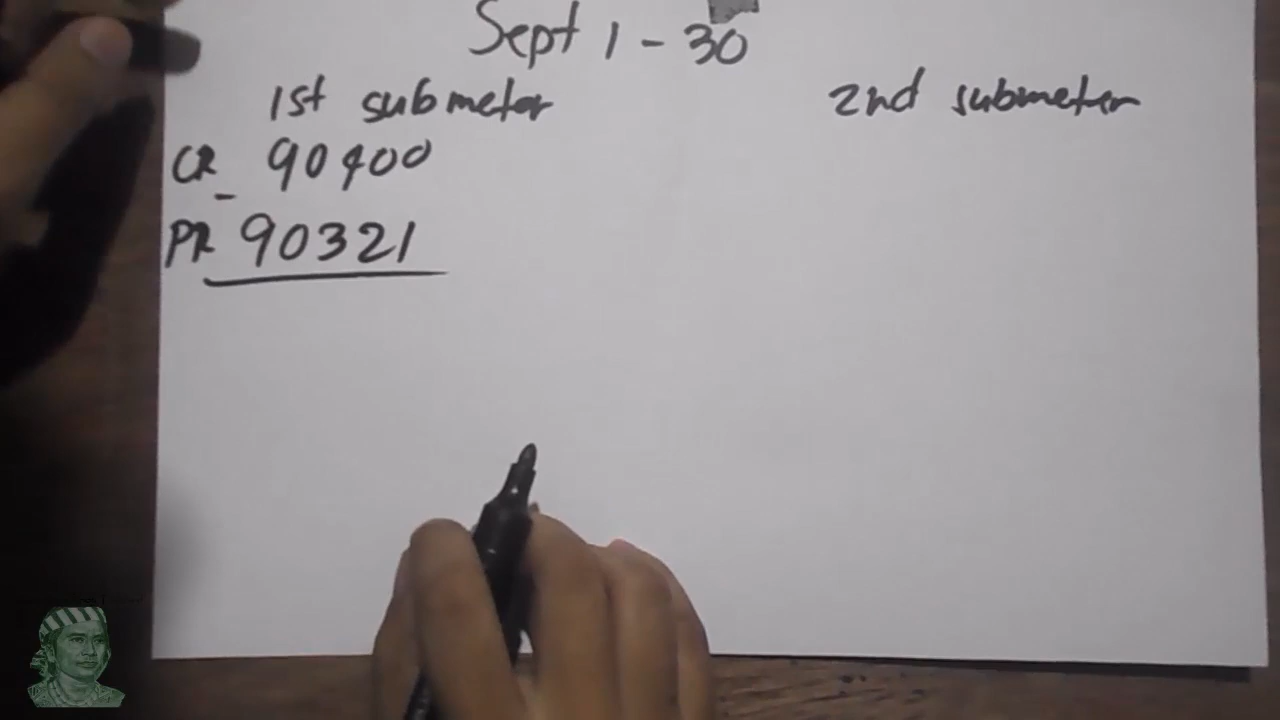 Sept 1 - 30
1st submeter 2nd submeter
CR 90400
-
PR 90321